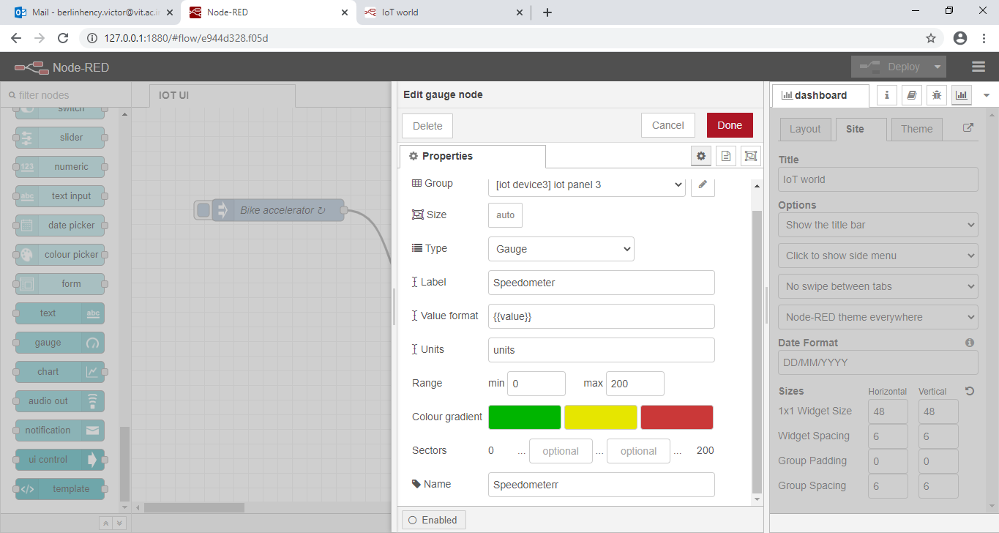 Mail - berlinhency.victor@vit.ac.i
Node-RED
IoT world
127.0.0.1:1880/#flow/e944d328.f05d
Node-RED
Deploy
filter nodes
switch
slider
123 numeric
abc text input
date picker
colour picker
form
text abc
gauge
chart
audio out
notification
ui control
</> template
IOT UI
Bike accelerator ↻
Edit gauge node
Delete
Cancel
Done
Properties
Group
[iot device3] iot panel 3
Size
auto
Type
Gauge
Label
Speedometer
Value format
{{value}}
Units
units
Range
min 0 max 200
Colour gradient
Sectors
0 ... optional ... optional ... 200
Name
Speedometerr
Enabled
dashboard
i
Layout
Site
Theme
Title
IoT world
Options
Show the title bar
Click to show side menu
No swipe between tabs
Node-RED theme everywhere
Date Format
DD/MM/YYYY
Sizes Horizontal Vertical
1x1 Widget Size 48 48
Widget Spacing 6 6
Group Padding 0 0
Group Spacing 6 6